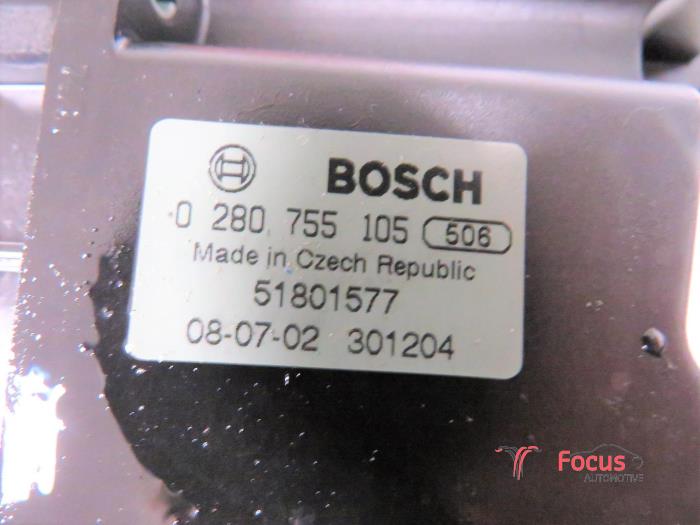 BOSCH
0 280 755 105 506
Made in Czech Republic
51801577
08-07-02 301204
Focus
AUTOMOTIVE